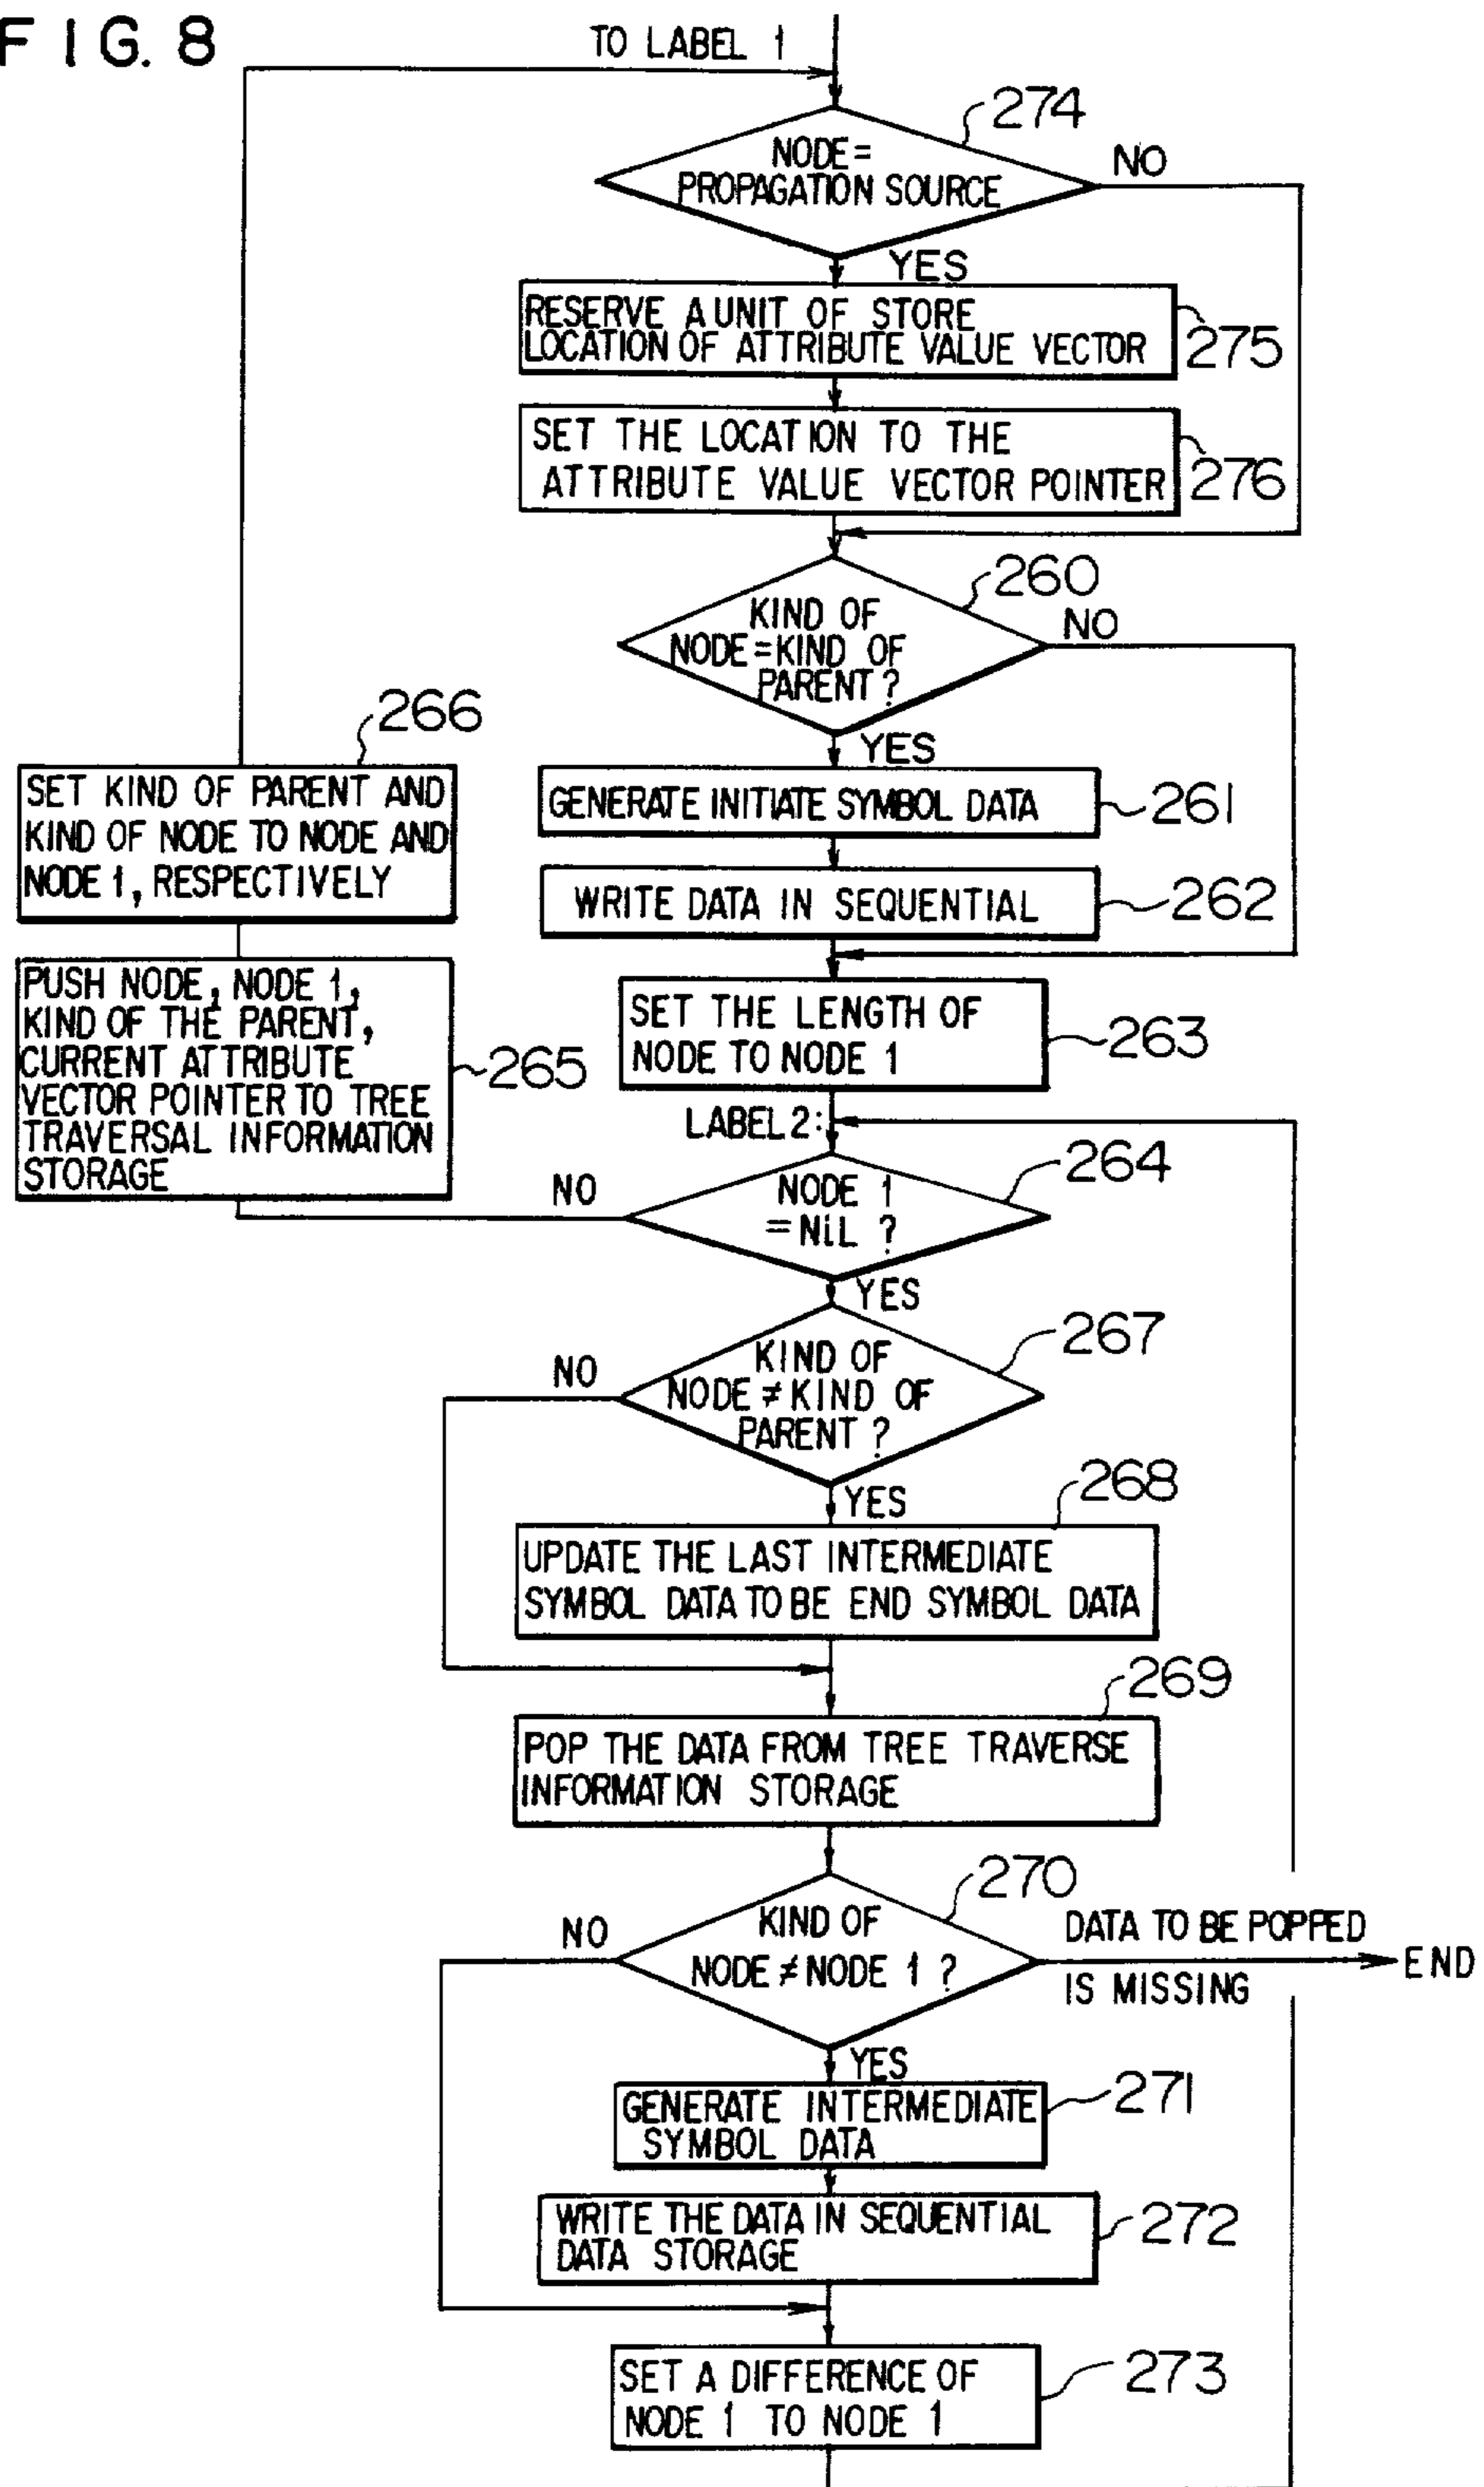 FIG. 8
TO LABEL 1
274
NODE=
PROPAGATION SOURCE
NO
YES
RESERVE A UNIT OF STORE
LOCATION OF ATTRIBUTE VALUE VECTOR
275
SET THE LOCATION TO THE
ATTRIBUTE VALUE VECTOR POINTER
276
260
KIND OF
NODE=KIND OF
PARENT?
NO
YES
266
SET KIND OF PARENT AND
KIND OF NODE TO NODE AND
NODE 1, RESPECTIVELY
GENERATE INITIATE SYMBOL DATA
261
WRITE DATA IN SEQUENTIAL
262
PUSH NODE, NODE 1,
KIND OF THE PARENT,
CURRENT ATTRIBUTE
VECTOR POINTER TO TREE
TRAVERSAL INFORMATION
STORAGE
265
SET THE LENGTH OF
NODE TO NODE 1
263
LABEL 2:
264
NODE 1
=NiL ?
NO
YES
267
KIND OF
NODE ≠ KIND OF
PARENT ?
NO
YES
268
UPDATE THE LAST INTERMEDIATE
SYMBOL DATA TO BE END SYMBOL DATA
269
POP THE DATA FROM TREE TRAVERSE
INFORMATION STORAGE
270
KIND OF
NODE ≠ NODE 1 ?
NO
DATA TO BE POPPED
IS MISSING
END
YES
GENERATE INTERMEDIATE
SYMBOL DATA
271
WRITE THE DATA IN SEQUENTIAL
DATA STORAGE
272
SET A DIFFERENCE OF
NODE 1 TO NODE 1
273